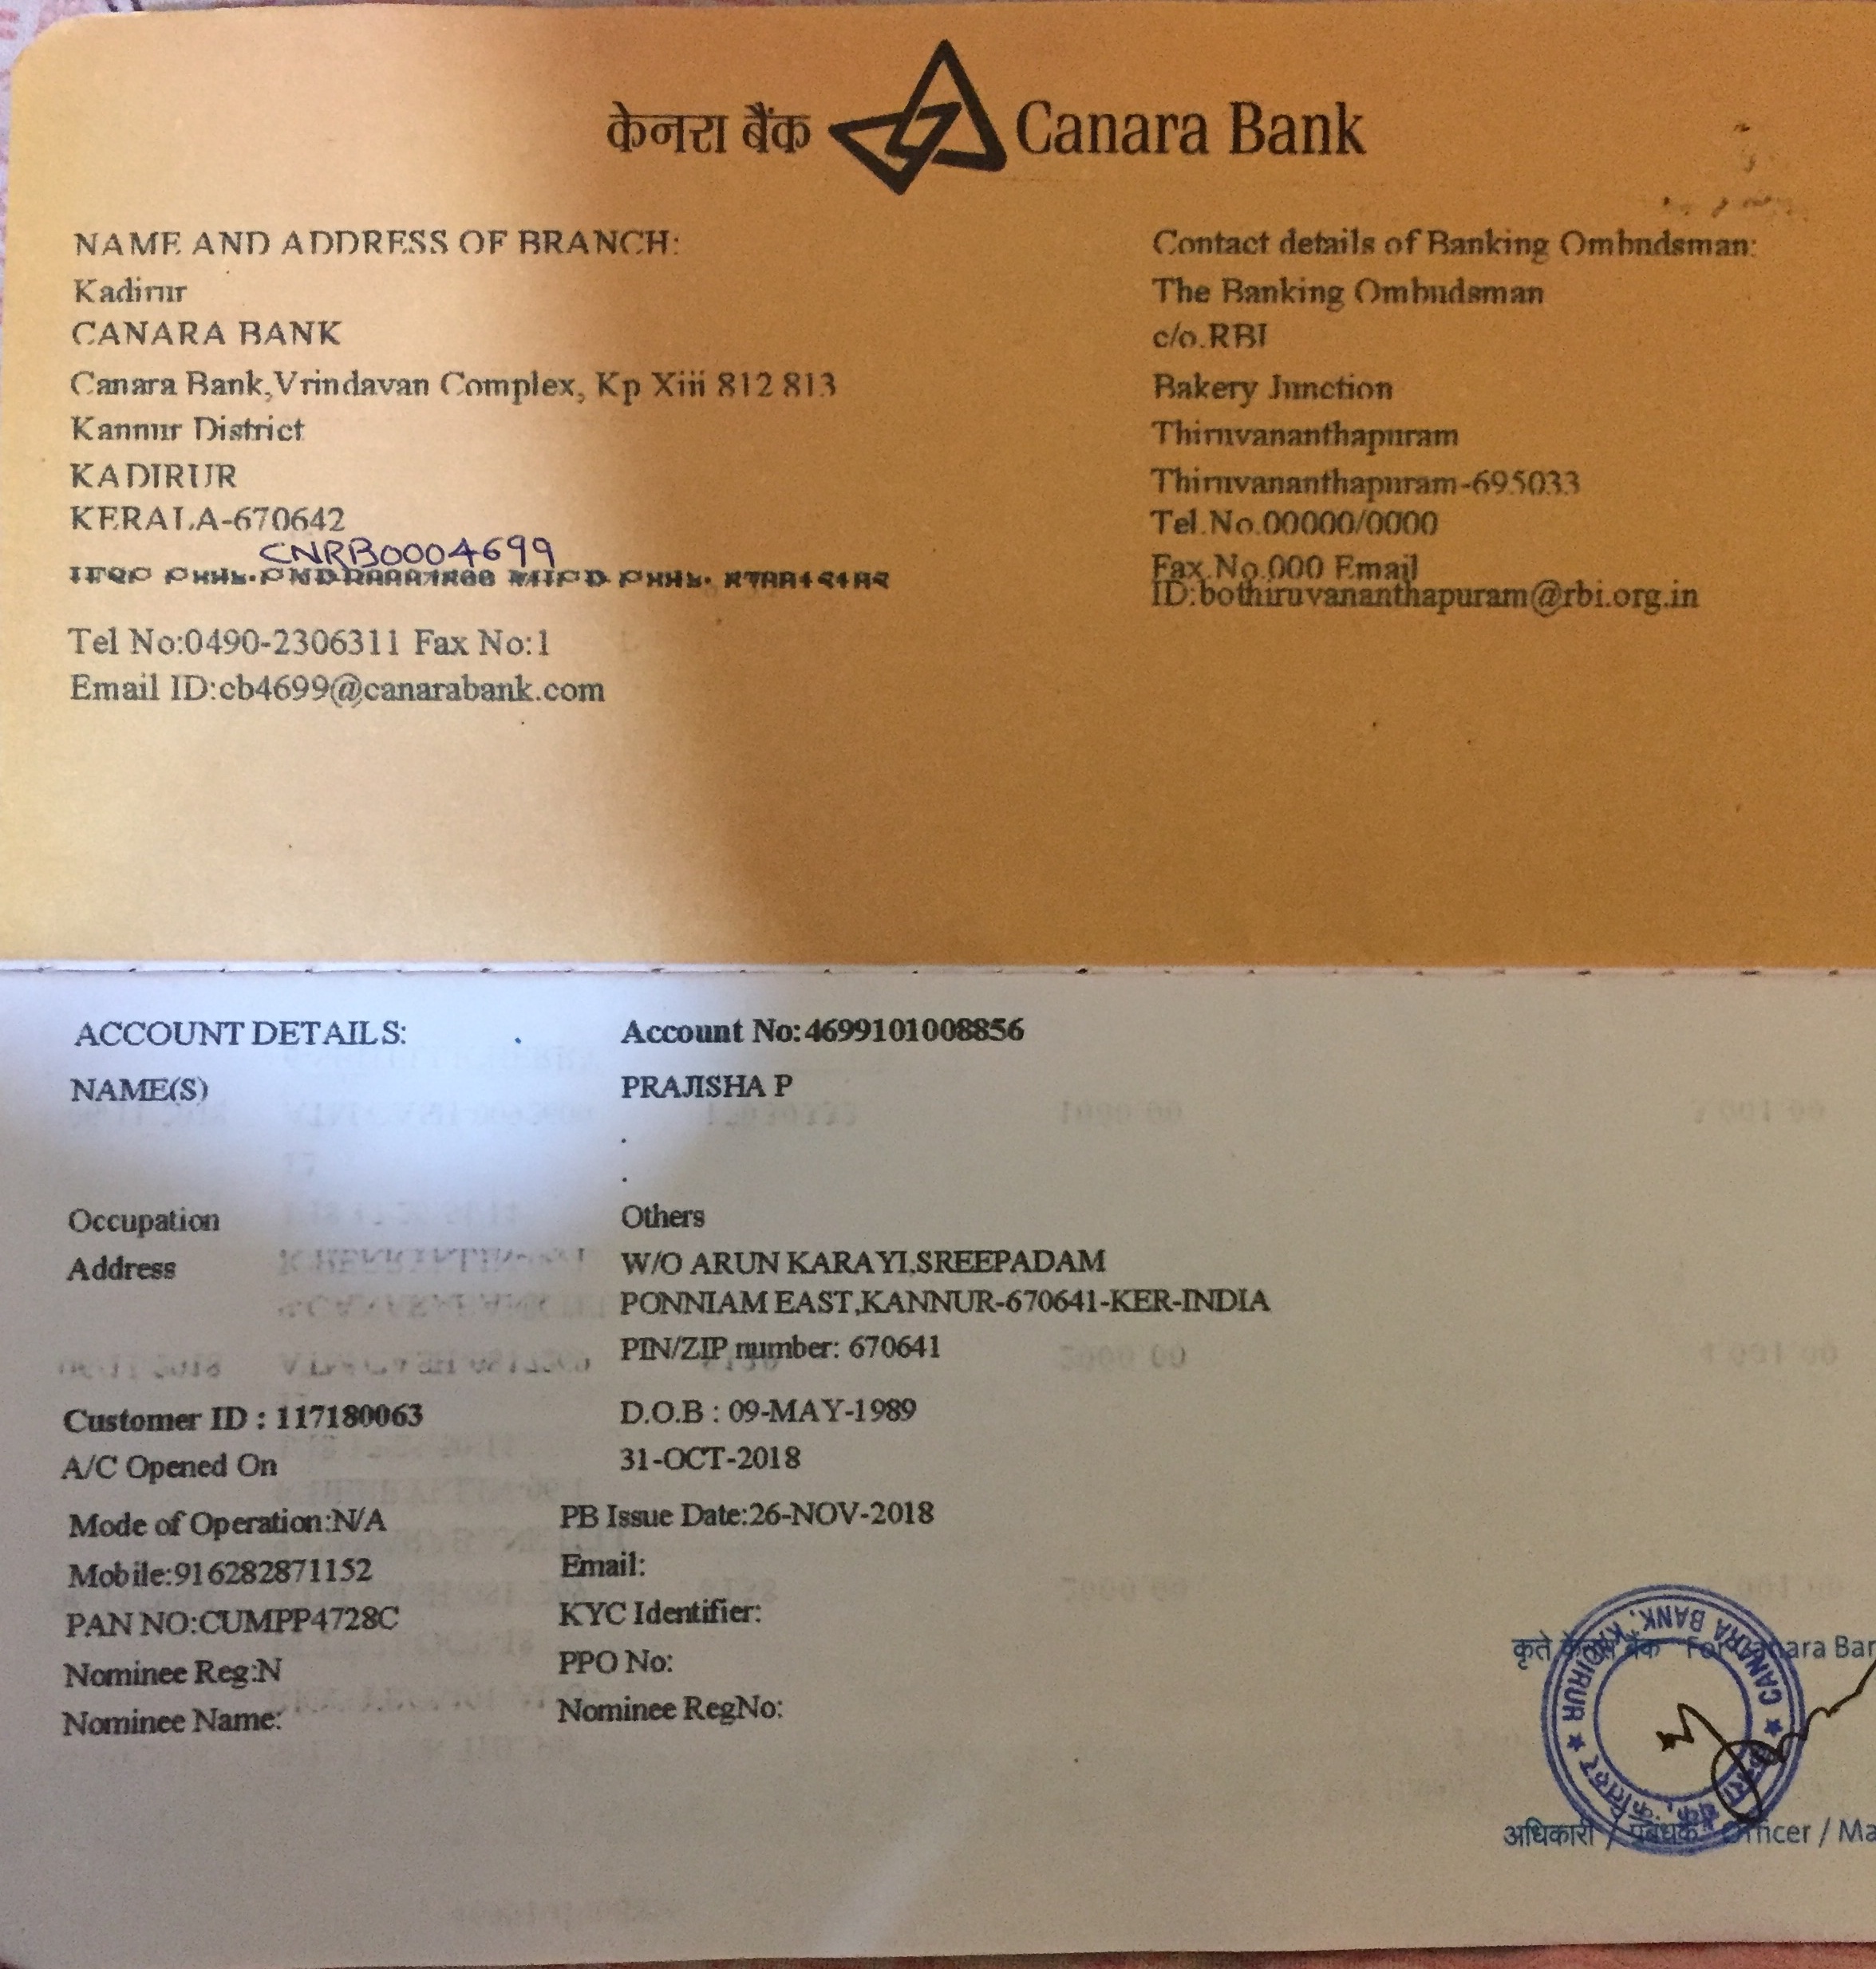 केनरा बैंक Canara Bank
NAME AND ADDRESS OF BRANCH:
Kadirur
CANARA BANK
Canara Bank,Vrindavan Complex, Kp Xiii 812 813
Kannur District
KADIRUR
KERALA-670642
CNRB0004699
Tel No:0490-2306311 Fax No:1
Email ID:cb4699@canarabank.com
Contact details of Banking Ombudsman:
The Banking Ombudsman
c/o.RBI
Bakery Junction
Thiruvananthapuram
Thiruvananthapuram-695033
Tel.No.00000/0000
Fax.No.000 Email
ID:bothiruvananthapuram@rbi.org.in
ACCOUNT DETAILS: Account No:4699101008856
NAME(S) PRAJISHA P
.
.
Occupation Others
Address W/O ARUN KARAYI,SREEPADAM
PONNIAM EAST,KANNUR-670641-KER-INDIA
PIN/ZIP number: 670641
Customer ID : 117180063 D.O.B : 09-MAY-1989
A/C Opened On 31-OCT-2018
Mode of Operation:N/A PB Issue Date:26-NOV-2018
Mobile:916282871152 Email:
PAN NO:CUMPP4728C KYC Identifier:
Nominee Reg:N PPO No:
Nominee Name: Nominee RegNo:
कृते केनरा बैंक For Canara Ban
CANARA BANK, KADIRUR
अधिकारी / प्रबंधक Officer / Ma